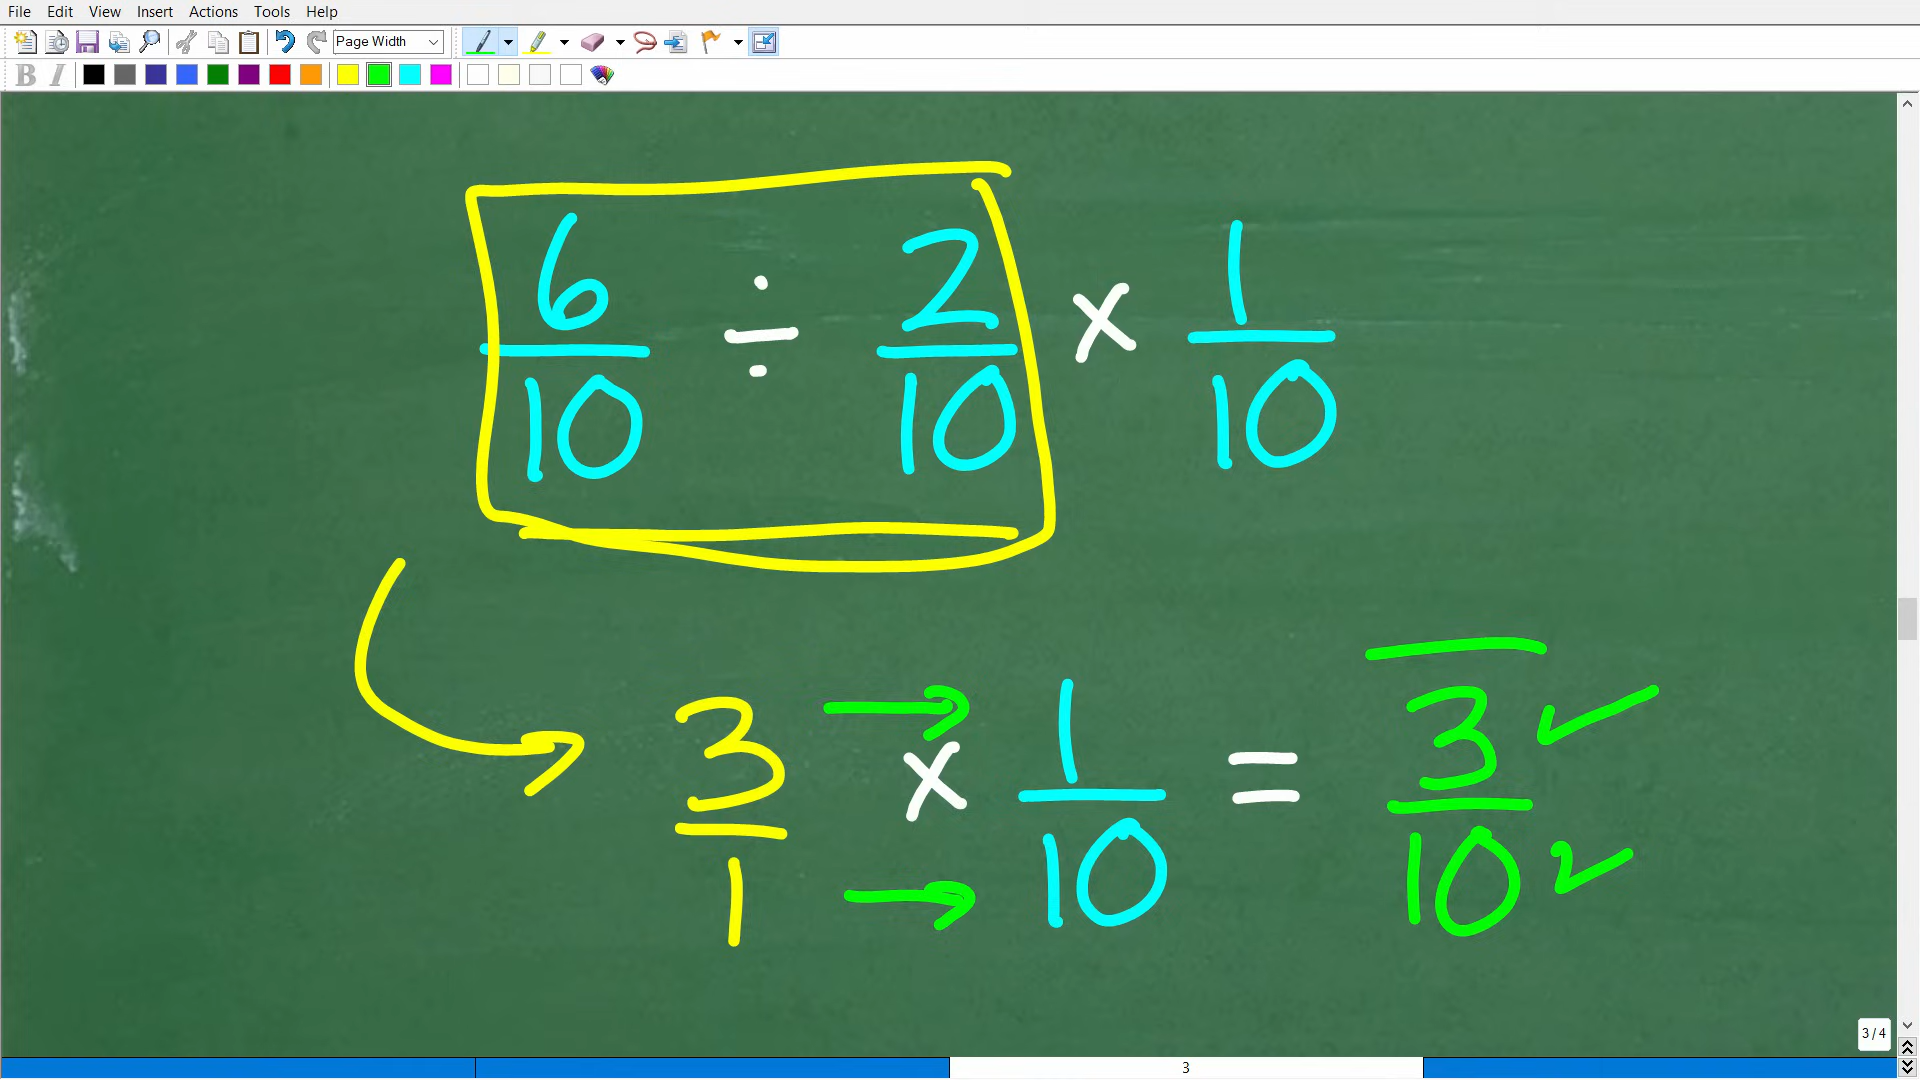 File Edit View Insert Actions Tools Help
Page Width
B I
6/10 ÷ 2/10 × 1/10
3/1 × 1/10 = 3/10
3 / 4
3